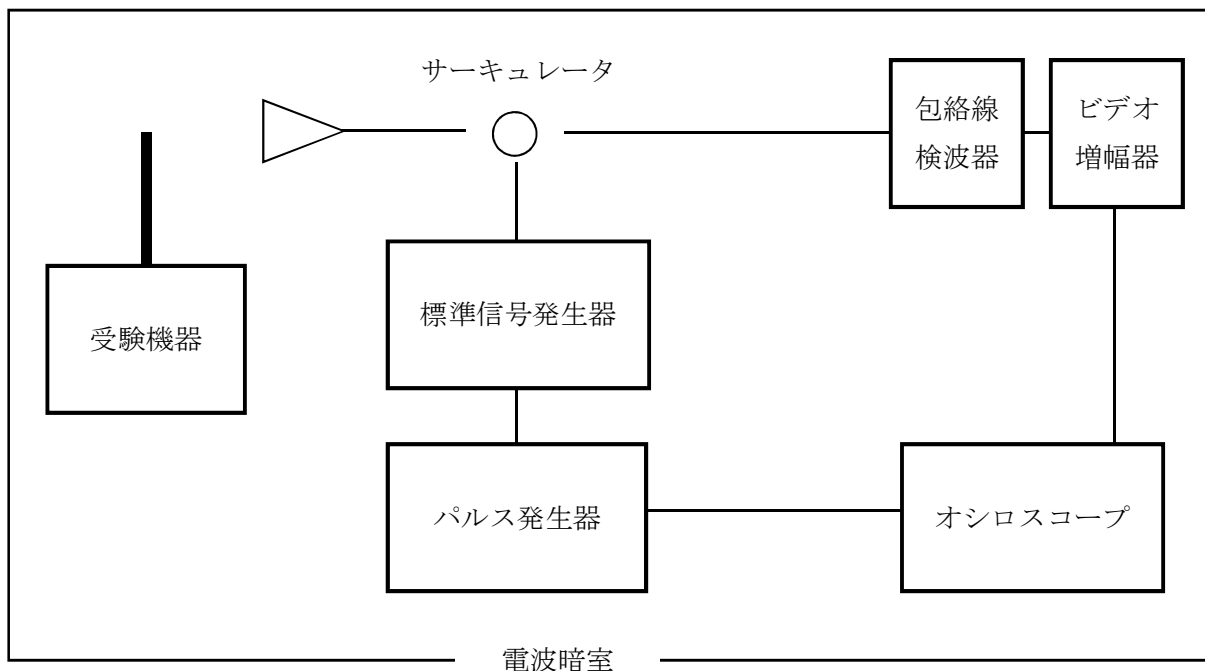 サーキュレータ
包絡線
検波器
ビデオ
増幅器
標準信号発生器
受験機器
パルス発生器
オシロスコープ
電波暗室